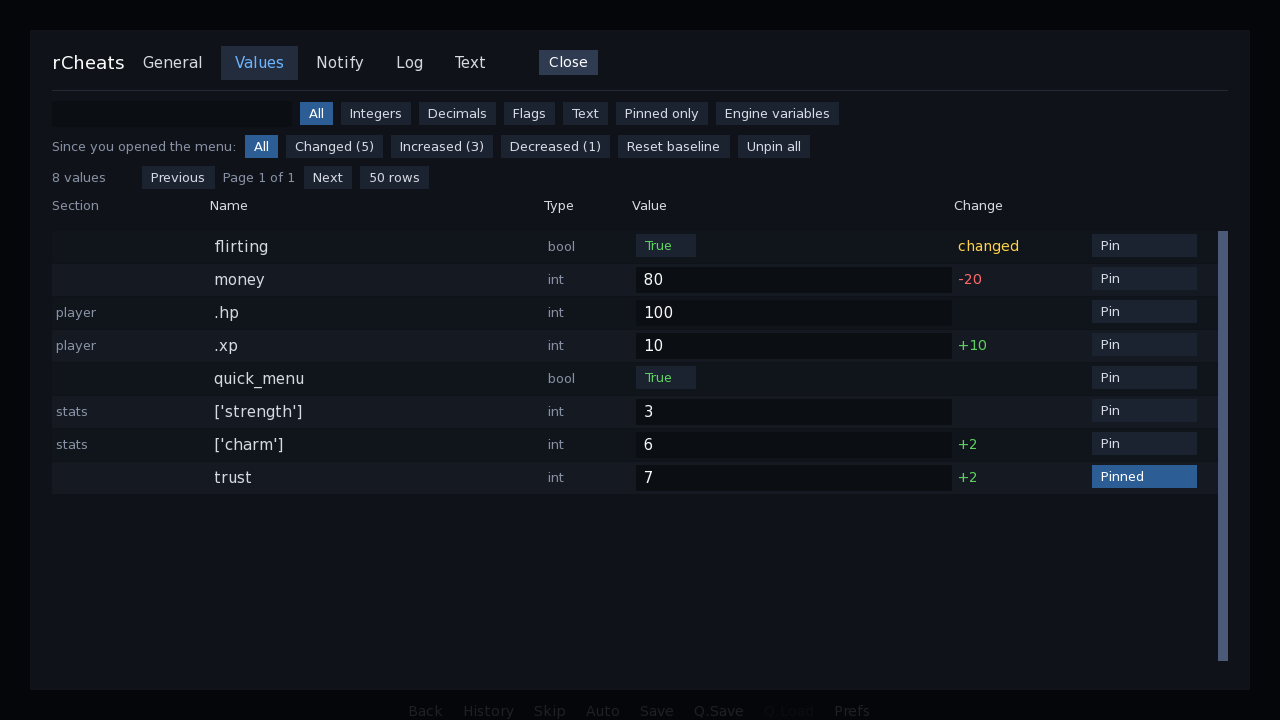 rCheats General Values Notify Log Text Close
All Integers Decimals Flags Text Pinned only Engine variables
Since you opened the menu: All Changed (5) Increased (3) Decreased (1) Reset baseline Unpin all
8 values Previous Page 1 of 1 Next 50 rows
Section Name Type Value Change
flirting bool True changed Pin
money int 80 -20 Pin
player .hp int 100 Pin
player .xp int 10 +10 Pin
quick_menu bool True Pin
stats ['strength'] int 3 Pin
stats ['charm'] int 6 +2 Pin
trust int 7 +2 Pinned
Back History Skip Auto Save Q.Save Q.Load Prefs